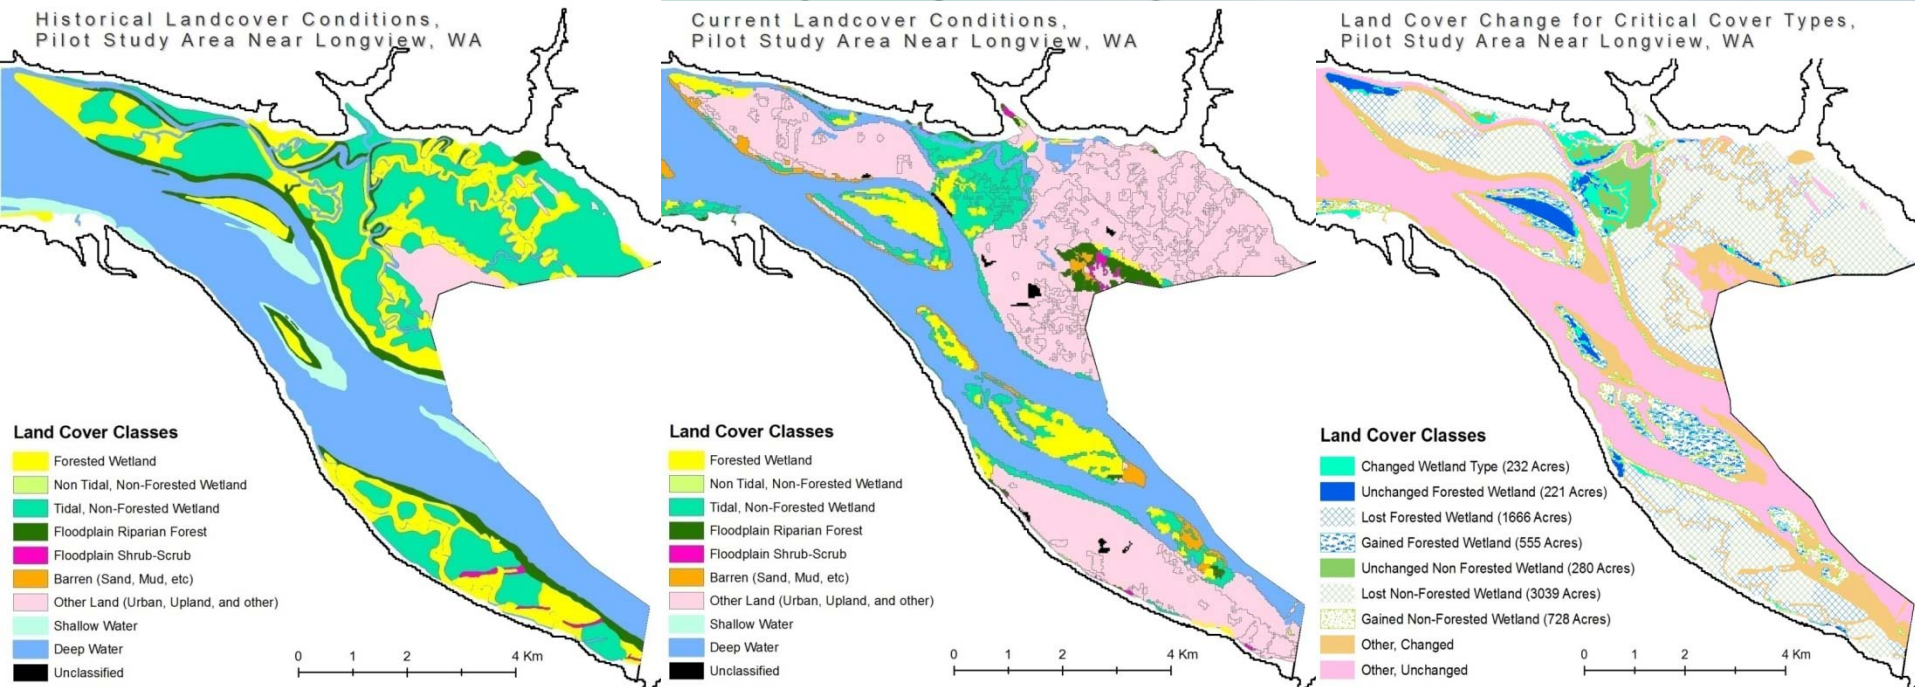 Historical Landcover Conditions,
Pilot Study Area Near Longview, WA
Land Cover Classes
Forested Wetland
Non Tidal, Non-Forested Wetland
Tidal, Non-Forested Wetland
Floodplain Riparian Forest
Floodplain Shrub-Scrub
Barren (Sand, Mud, etc)
Other Land (Urban, Upland, and other)
Shallow Water
Deep Water
Unclassified
0 1 2 4 Km
Current Landcover Conditions,
Pilot Study Area Near Longview, WA
Land Cover Classes
Forested Wetland
Non Tidal, Non-Forested Wetland
Tidal, Non-Forested Wetland
Floodplain Riparian Forest
Floodplain Shrub-Scrub
Barren (Sand, Mud, etc)
Other Land (Urban, Upland, and other)
Shallow Water
Deep Water
Unclassified
0 1 2 4 Km
Land Cover Change for Critical Cover Types,
Pilot Study Area Near Longview, WA
Land Cover Classes
Changed Wetland Type (232 Acres)
Unchanged Forested Wetland (221 Acres)
Lost Forested Wetland (1666 Acres)
Gained Forested Wetland (555 Acres)
Unchanged Non Forested Wetland (280 Acres)
Lost Non-Forested Wetland (3039 Acres)
Gained Non-Forested Wetland (728 Acres)
Other, Changed
Other, Unchanged
0 1 2 4 Km